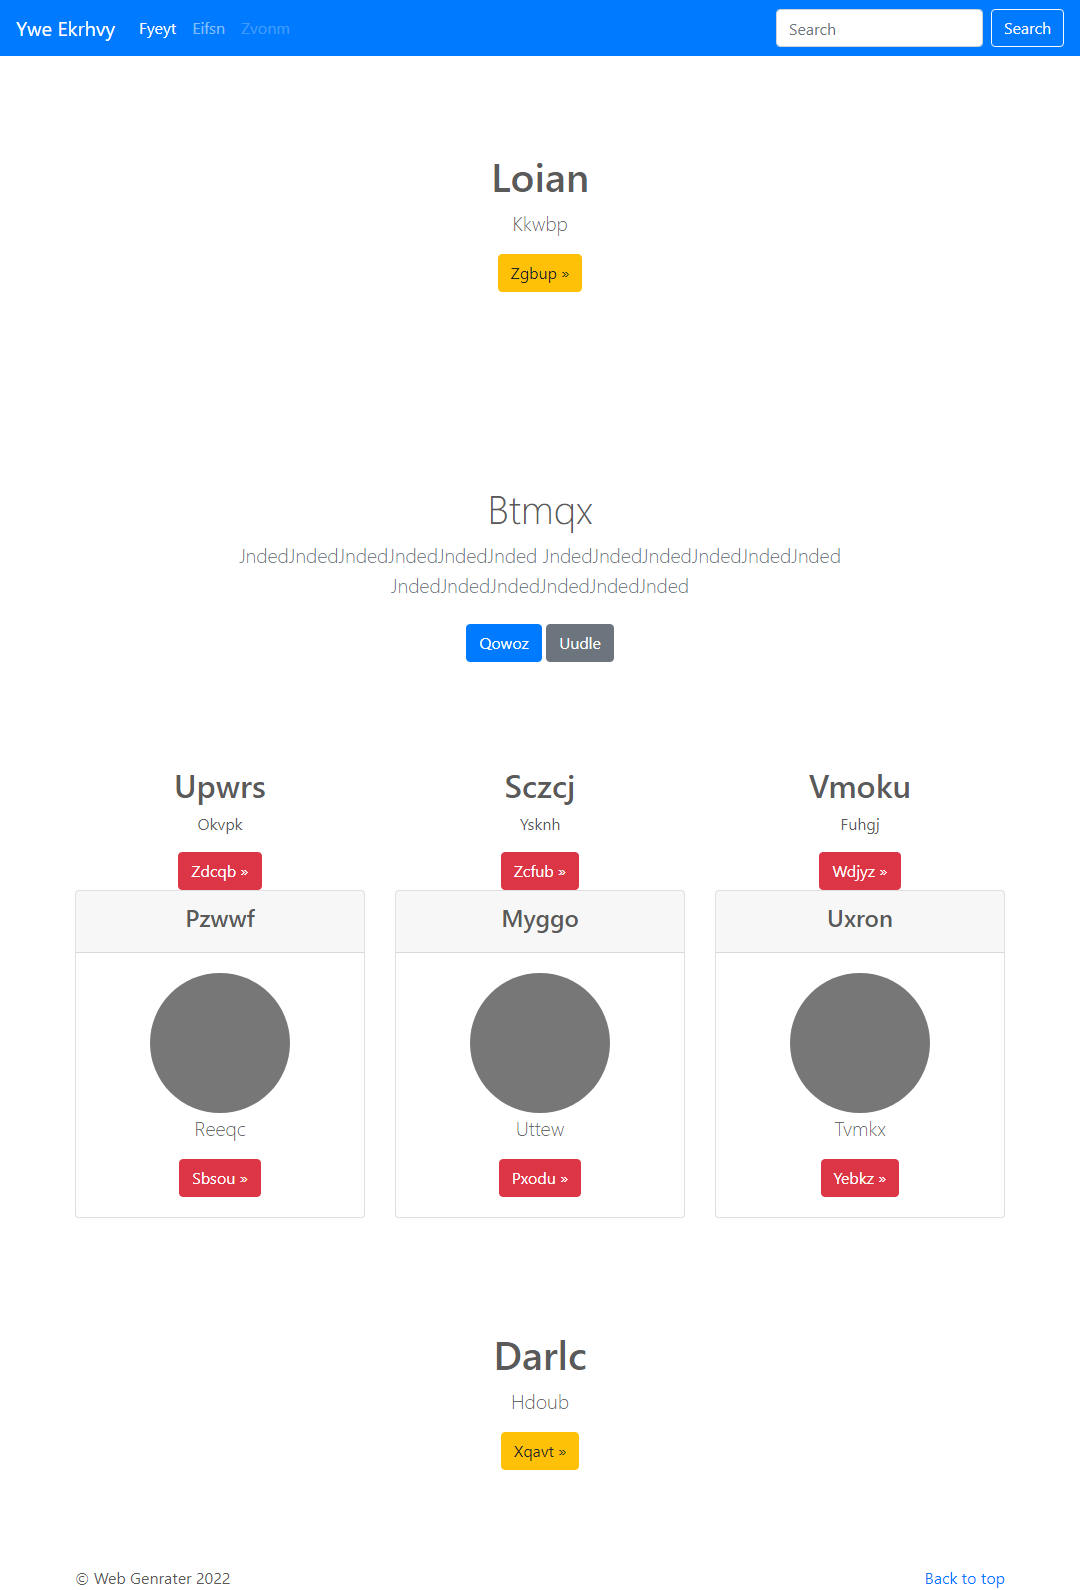 Ywe Ekrhvy Fyeyt Eifsn Zvonm Search Search
Loian
Kkwbp
Zgbup »
Btmqx
JndedJndedJndedJndedJndedJnded JndedJndedJndedJndedJndedJnded
JndedJndedJndedJndedJndedJnded
Qowoz Uudle
Upwrs Sczcj Vmoku
Okvpk Ysknh Fuhgj
Zdcqb » Zcfub » Wdjyz »
Pzwwf Myggo Uxron
Reeqc Uttew Tvmkx
Sbsou » Pxodu » Yebkz »
Darlc
Hdoub
Xqavt »
© Web Genrater 2022 Back to top